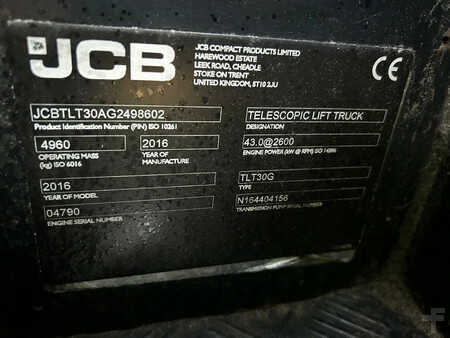 JCB
JCB COMPACT PRODUCTS LIMITED
HAREWOOD ESTATE
LEEK ROAD, CHEADLE
STOKE ON TRENT
UNITED KINGDOM, ST10 2JU
CE
JCBTLT30AG2498602
Product Identification Number (PIN) ISO 10261
4960
OPERATING MASS
(kg) ISO 6016
2016
YEAR OF
MANUFACTURE
2016
YEAR OF MODEL
04790
ENGINE SERIAL NUMBER
TELESCOPIC LIFT TRUCK
DESIGNATION
43.0@2600
ENGINE POWER (kW @ RPM) ISO 14396
TLT30G
TYPE
N164404156
TRANSMISSION PUMP SERIAL NUMBER